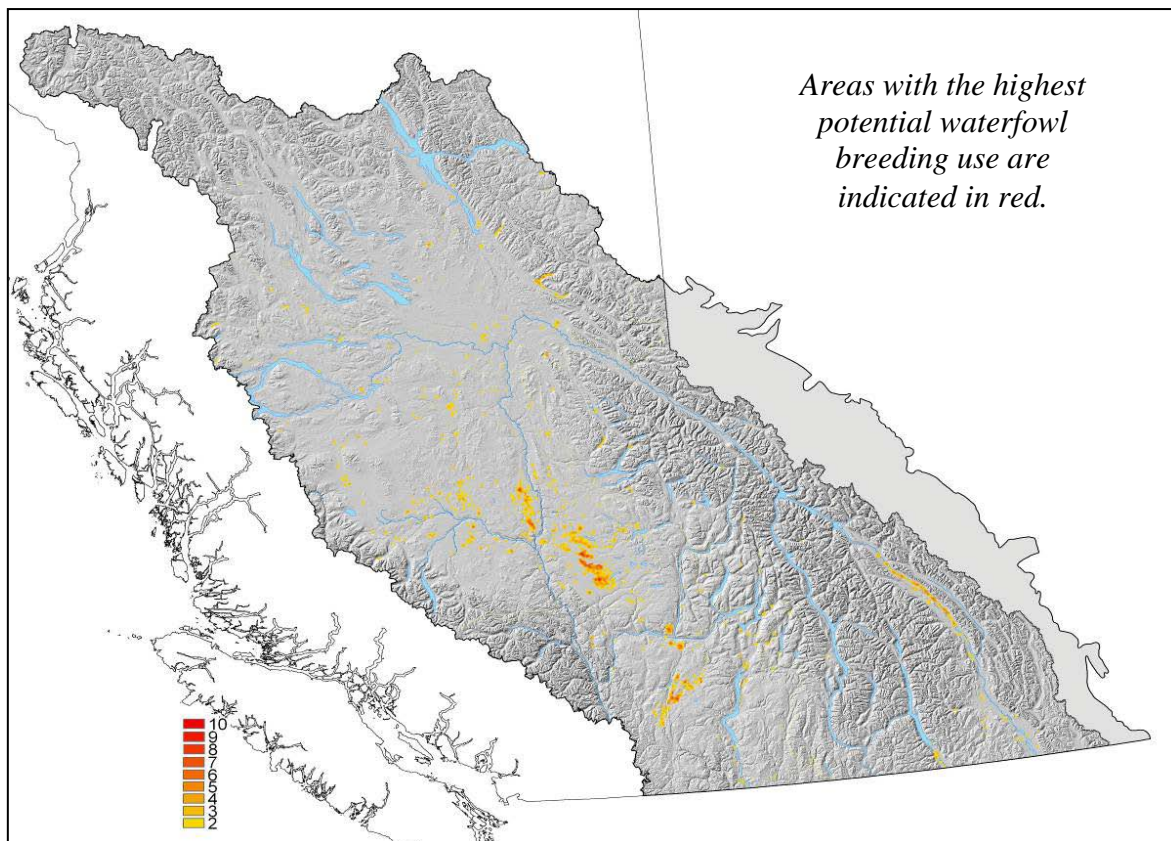 Areas with the highest
potential waterfowl
breeding use are
indicated in red.
10
9
8
7
6
5
4
3
2